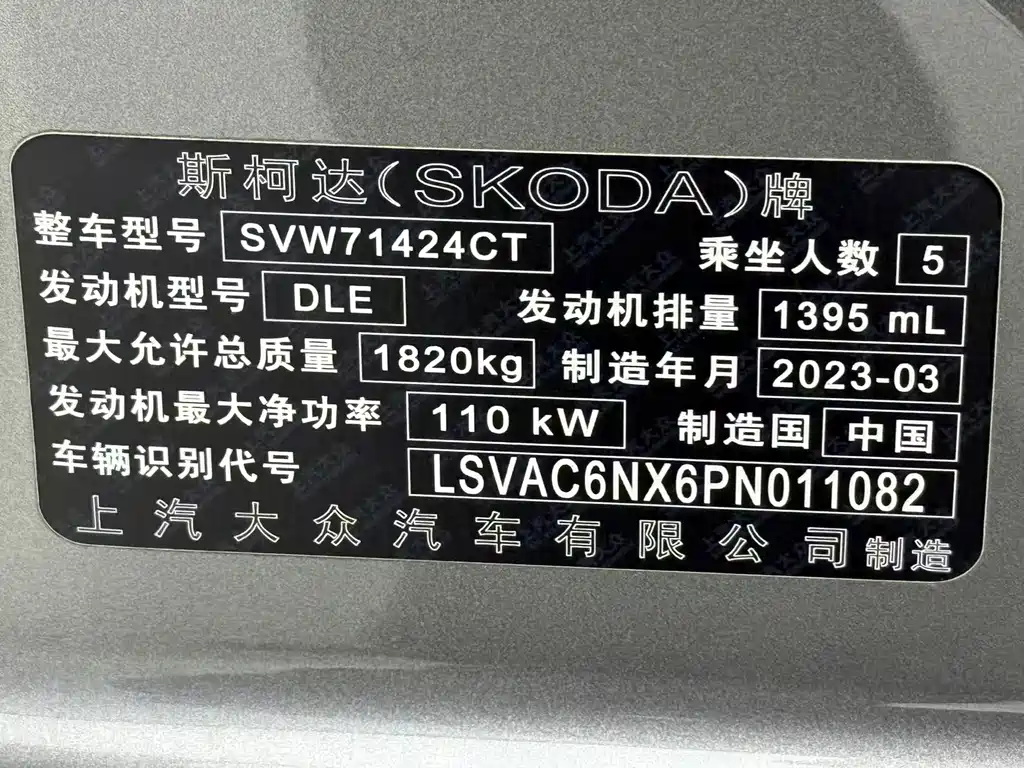 斯柯达(SKODA)牌
整车型号 SVW71424CT 乘坐人数 5
发动机型号 DLE 发动机排量 1395 mL
最大允许总质量 1820kg 制造年月 2023-03
发动机最大净功率 110 kW 制造国 中国
车辆识别代号 LSVAC6NX6PN011082
上汽大众汽车有限公司制造